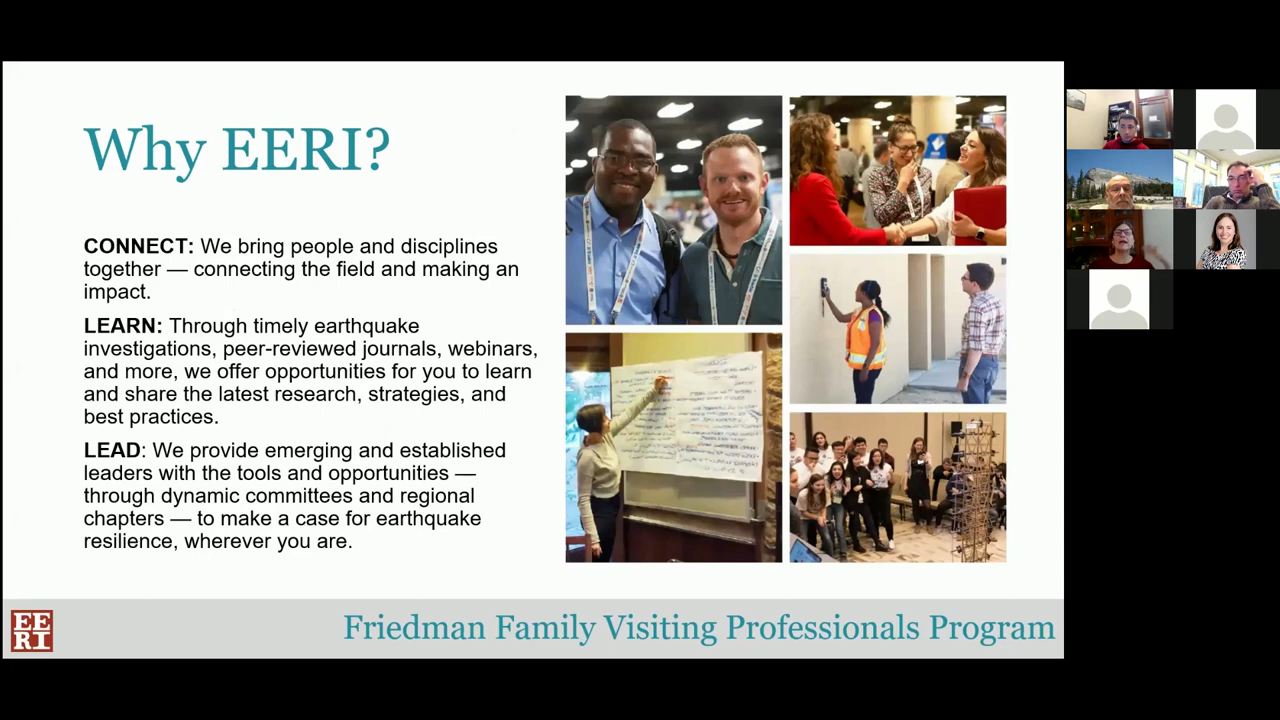 Why EERI?
CONNECT: We bring people and disciplines
together — connecting the field and making an
impact.
LEARN: Through timely earthquake
investigations, peer-reviewed journals, webinars,
and more, we offer opportunities for you to learn
and share the latest research, strategies, and
best practices.
LEAD: We provide emerging and established
leaders with the tools and opportunities —
through dynamic committees and regional
chapters — to make a case for earthquake
resilience, wherever you are.
EE
RI
Friedman Family Visiting Professionals Program